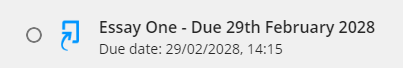 Essay One - Due 29th February 2028
Due date: 29/02/2028, 14:15